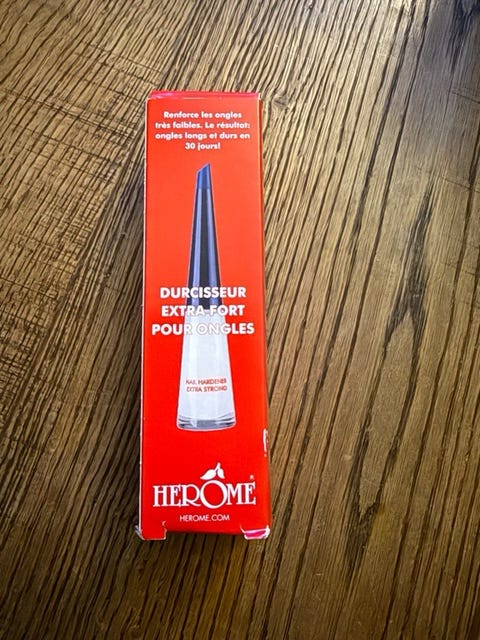 Renforce les ongles
très faibles. Le résultat:
ongles longs et durs en
30 jours!
DURCISSEUR
EXTRA-FORT
POUR ONGLES
NAIL HARDENER
EXTRA STRONG
HERÔME®
HEROME.COM